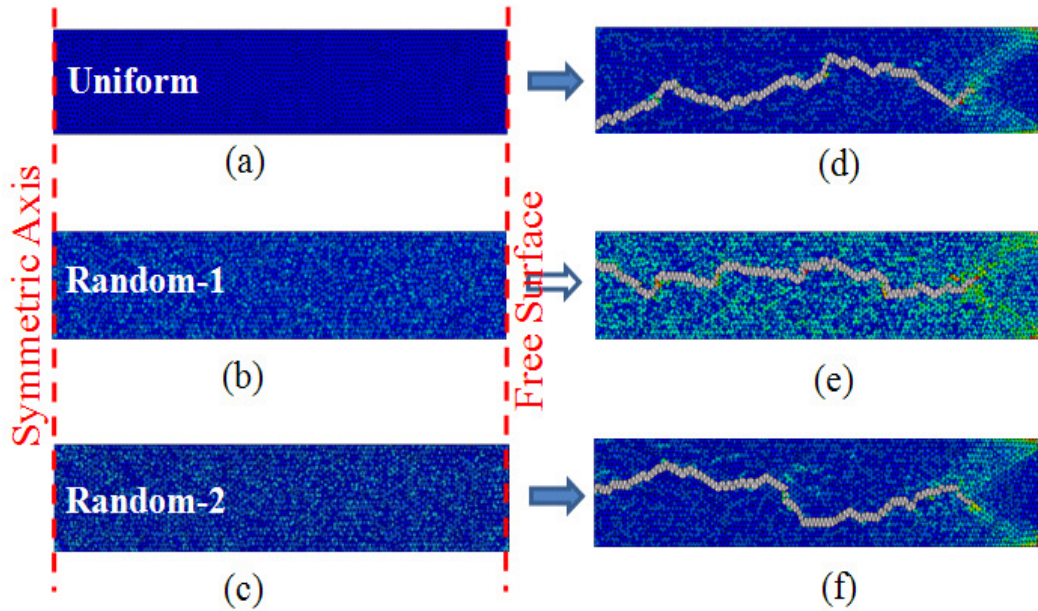 Uniform
(a)
(d)
Symmetric Axis
Free Surface
Random-1
(b)
(e)
Random-2
(c)
(f)